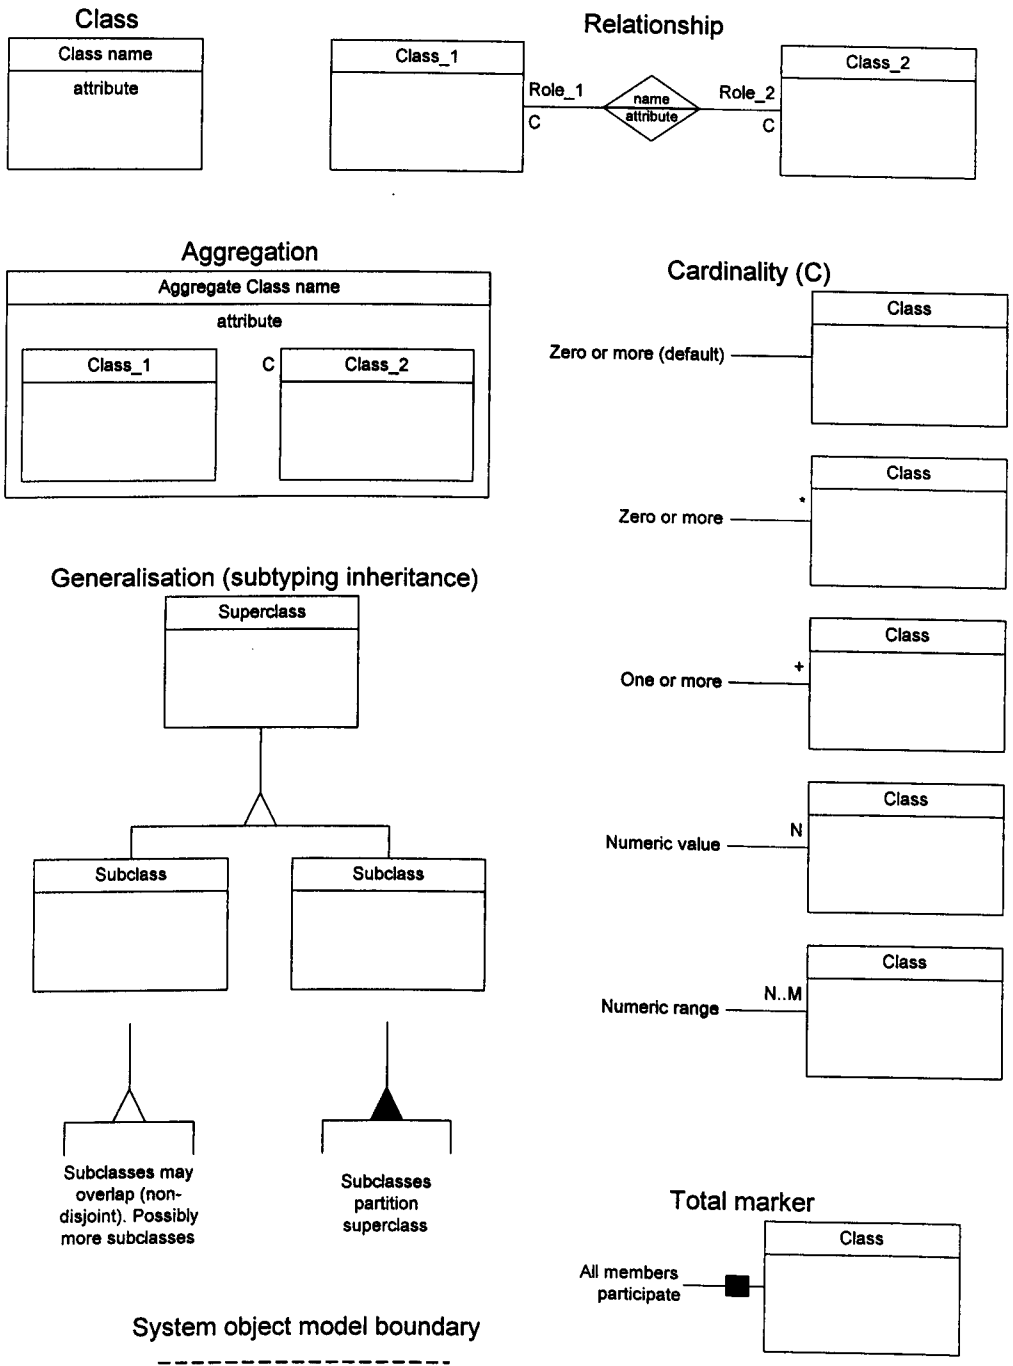 Class
Class name
attribute
Relationship
Class_1
Class_2
Role_1
C
name
attribute
Role_2
C
Aggregation
Aggregate Class name
attribute
Class_1
C
Class_2
Cardinality (C)
Class
Zero or more (default)
Class
*
Zero or more
Class
+
One or more
Class
N
Numeric value
Class
N..M
Numeric range
Generalisation (subtyping inheritance)
Superclass
Subclass
Subclass
Subclasses may
overlap (non-
disjoint). Possibly
more subclasses
Subclasses
partition
superclass
Total marker
Class
All members
participate
System object model boundary